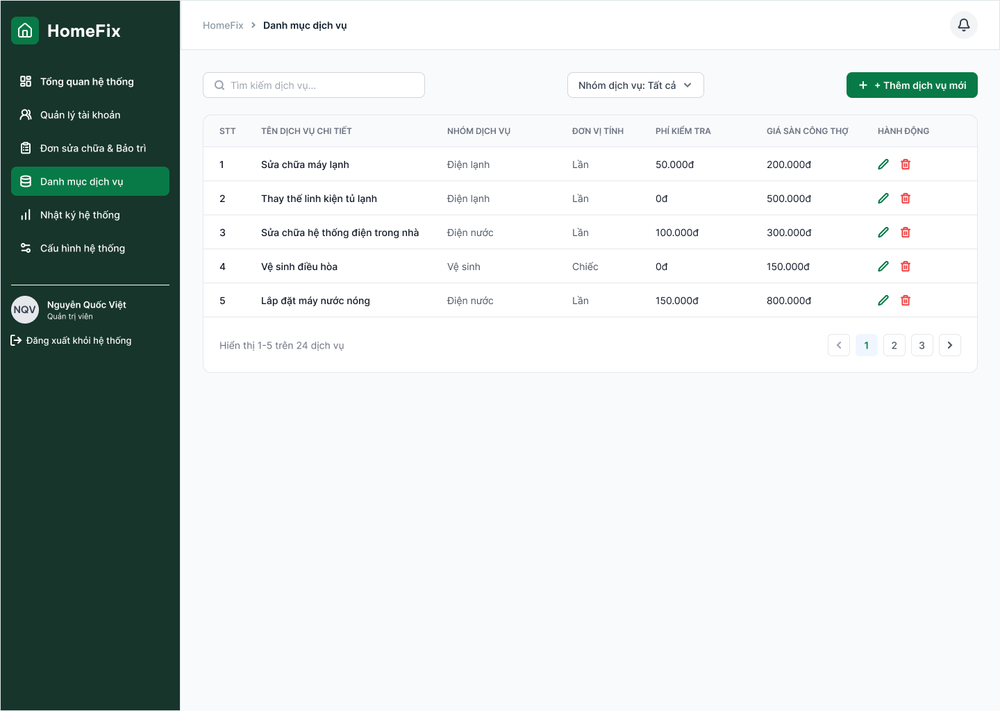 HomeFix
Tổng quan hệ thống
Quản lý tài khoản
Đơn sửa chữa & Bảo trì
Danh mục dịch vụ
Nhật ký hệ thống
Cấu hình hệ thống
NQV
Nguyễn Quốc Việt
Quản trị viên
Đăng xuất khỏi hệ thống
HomeFix > Danh mục dịch vụ
Tìm kiếm dịch vụ...
Nhóm dịch vụ: Tất cả
+ + Thêm dịch vụ mới
STT TÊN DỊCH VỤ CHI TIẾT NHÓM DỊCH VỤ ĐƠN VỊ TÍNH PHÍ KIỂM TRA GIÁ SÀN CÔNG THỢ HÀNH ĐỘNG
1 Sửa chữa máy lạnh Điện lạnh Lần 50.000đ 200.000đ
2 Thay thế linh kiện tủ lạnh Điện lạnh Lần 0đ 500.000đ
3 Sửa chữa hệ thống điện trong nhà Điện nước Lần 100.000đ 300.000đ
4 Vệ sinh điều hòa Vệ sinh Chiếc 0đ 150.000đ
5 Lắp đặt máy nước nóng Điện nước Lần 150.000đ 800.000đ
Hiển thị 1-5 trên 24 dịch vụ
1 2 3